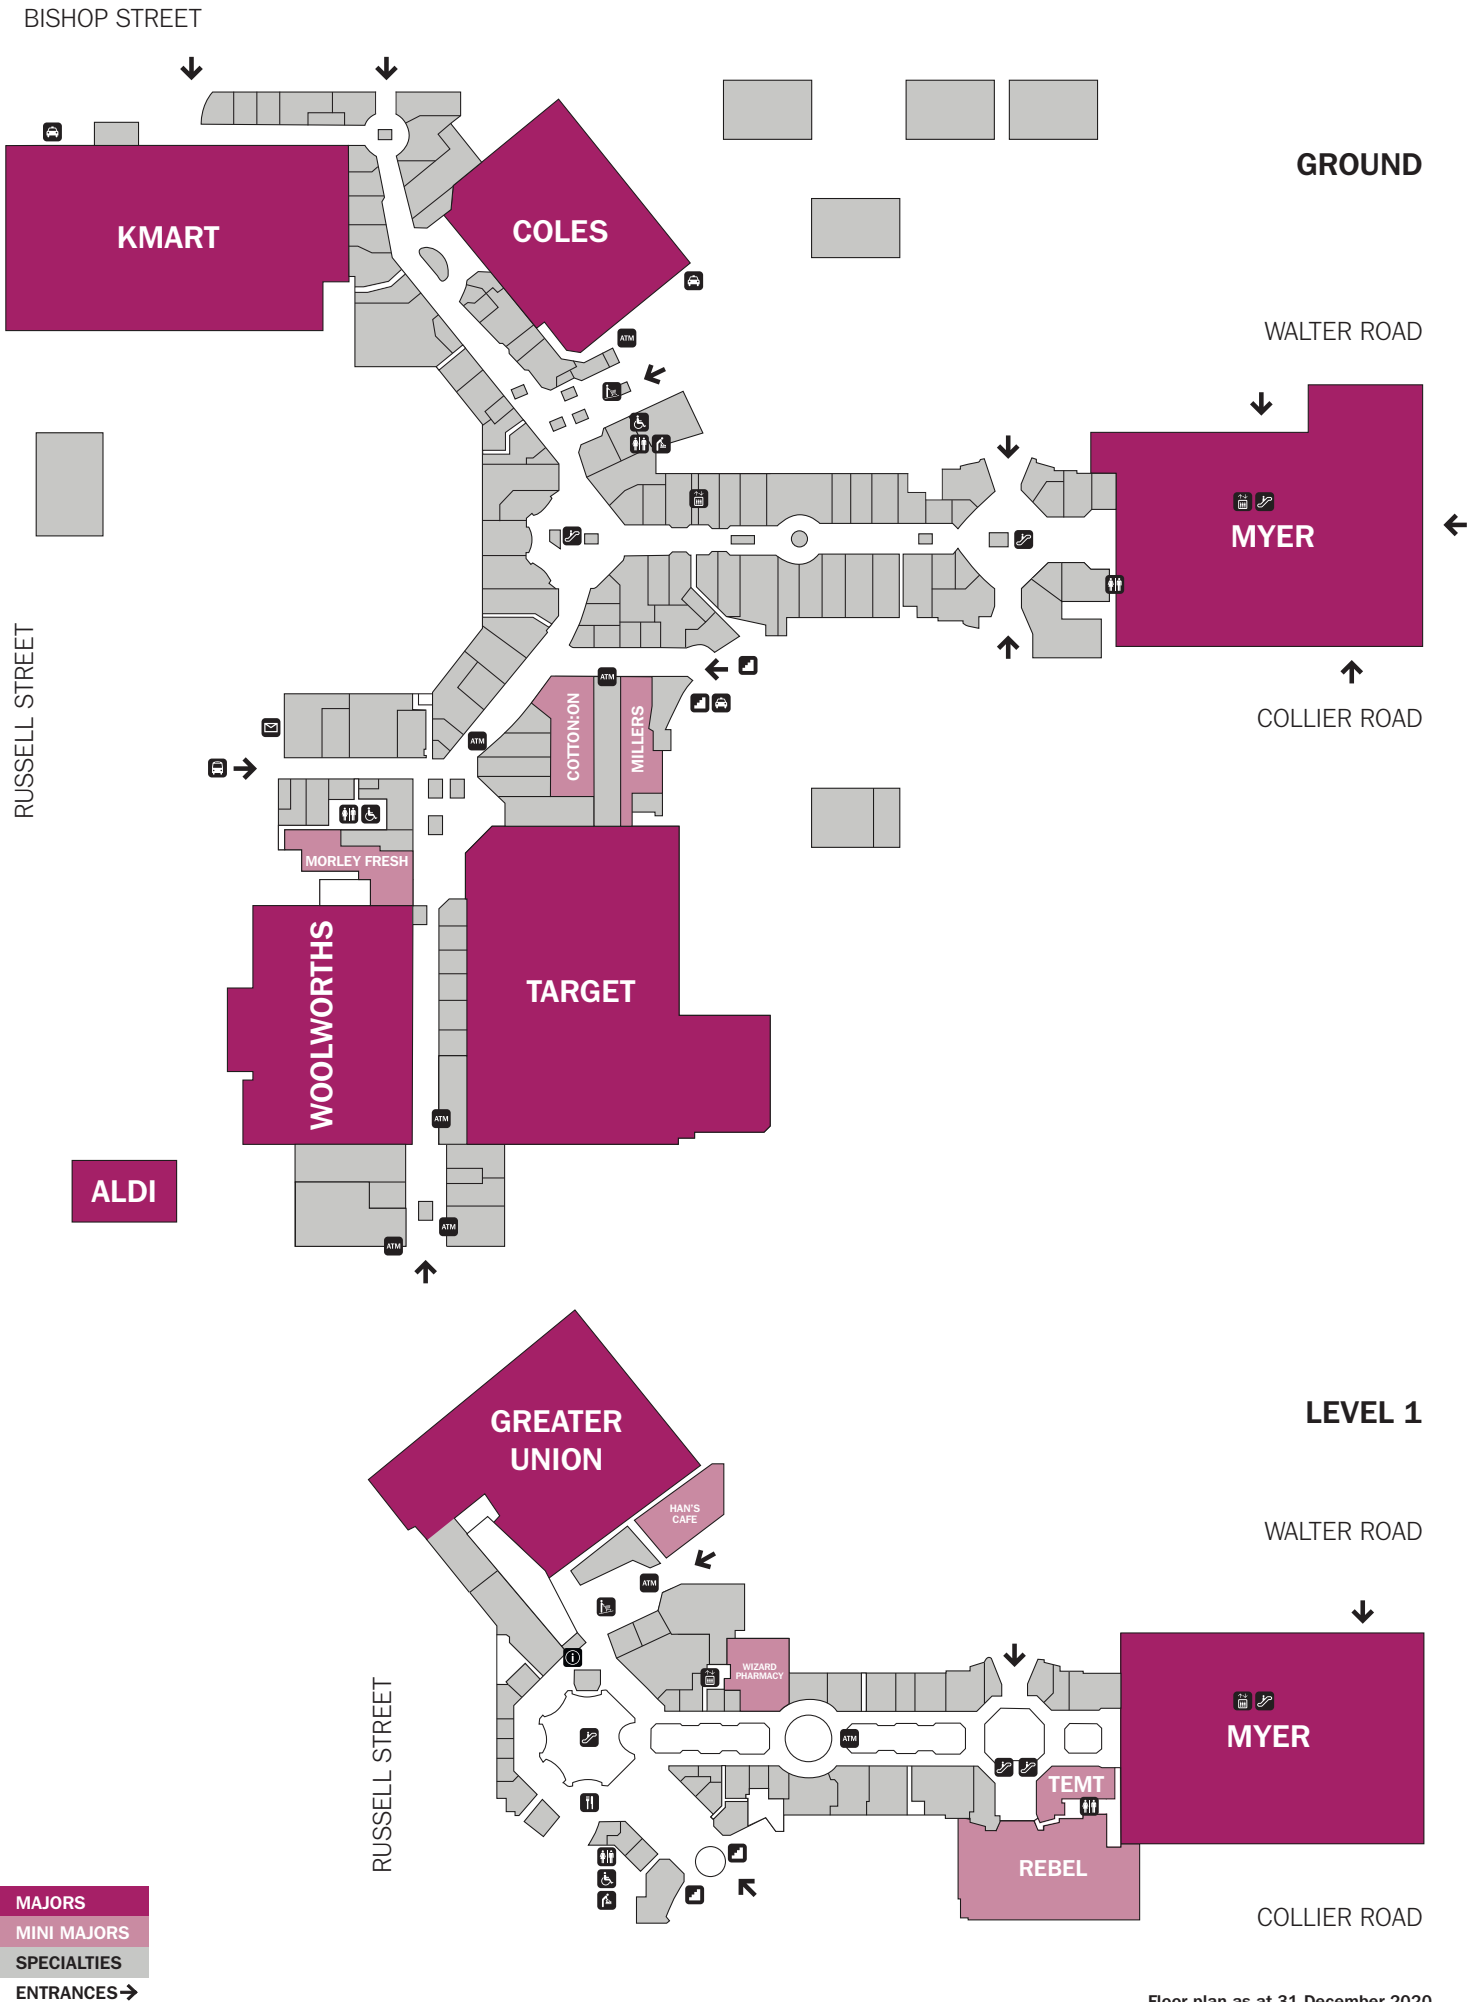 BISHOP STREET
GROUND
KMART
COLES
WALTER ROAD
ATM
MYER
RUSSELL STREET
ATM
COTTON:ON
MILLERS
COLLIER ROAD
ATM
MORLEY FRESH
WOOLWORTHS
TARGET
ATM
ALDI
ATM
ATM
LEVEL 1
GREATER
UNION
HAN'S
CAFE
WALTER ROAD
ATM
WIZARD
PHARMACY
RUSSELL STREET
ATM
MYER
TEMT
REBEL
COLLIER ROAD
MAJORS
MINI MAJORS
SPECIALTIES
ENTRANCES
Floor plan as at 31 December 2020